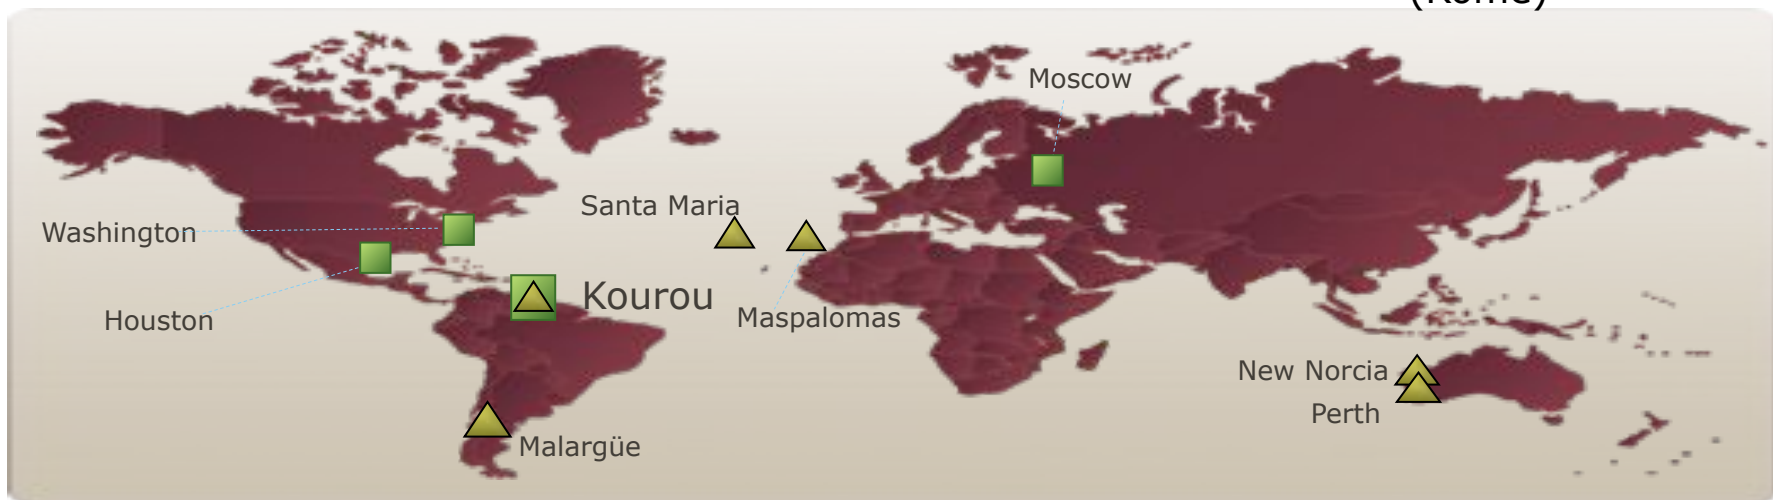 (Rome)
Moscow
Santa Maria
Washington
Kourou
Houston
Maspalomas
New Norcia
Perth
Malargüe